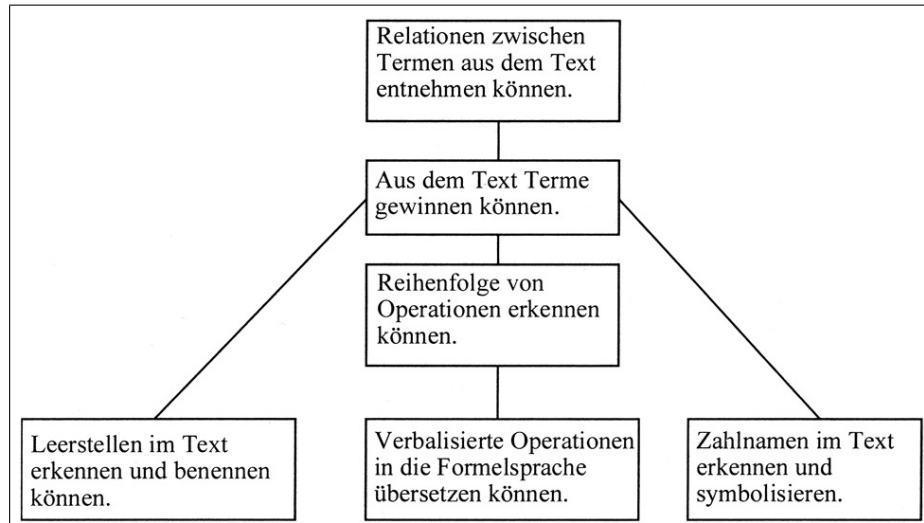 Relationen zwischen
Termen aus dem Text
entnehmen können.
Aus dem Text Terme
gewinnen können.
Reihenfolge von
Operationen erkennen
können.
Leerstellen im Text
erkennen und benennen
können.
Verbalisierte Operationen
in die Formelsprache
übersetzen können.
Zahlnamen im Text
erkennen und
symbolisieren.